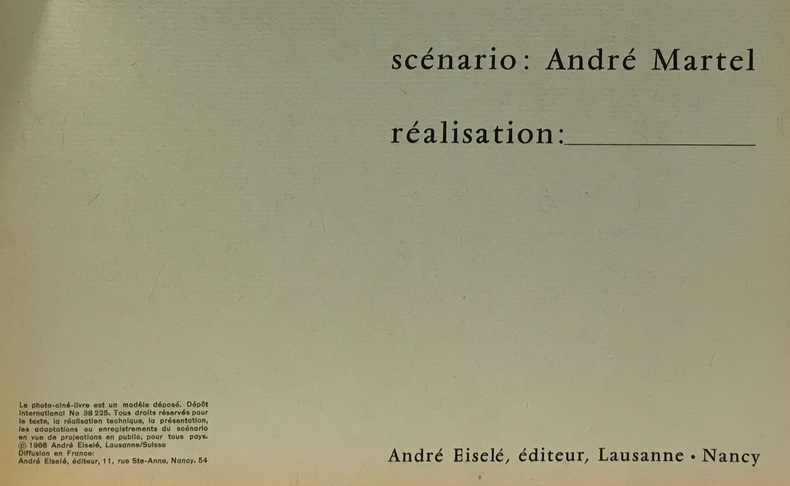 scénario: André Martel
réalisation:
Le photo-ciné-livre est un modèle déposé. Dépôt
International No 38 225. Tous droits réservés pour
le texte, la réalisation technique, la présentation,
les adaptations ou enregistrements du scénario
en vue de projections en public, pour tous pays.
© 1966 André Eiselé, Lausanne/Suisse
Diffusion en France:
André Eiselé, éditeur, 11, rue Ste-Anne, Nancy. 54
André Eiselé, éditeur, Lausanne • Nancy